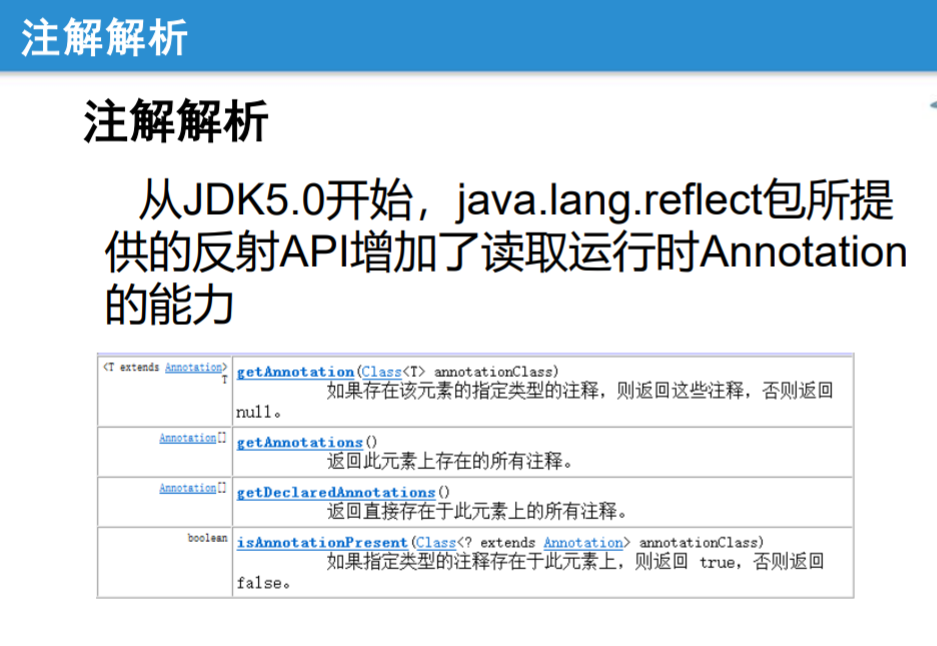 注解解析
注解解析
从JDK5.0开始，java.lang.reflect包所提
供的反射API增加了读取运行时Annotation
的能力
<T extends Annotation>
T
getAnnotation(Class<T> annotationClass)
如果存在该元素的指定类型的注释，则返回这些注释，否则返回
null。
Annotation[]
getAnnotations()
返回此元素上存在的所有注释。
Annotation[]
getDeclaredAnnotations()
返回直接存在于此元素上的所有注释。
boolean
isAnnotationPresent(Class<? extends Annotation> annotationClass)
如果指定类型的注释存在于此元素上，则返回 true，否则返回
false。